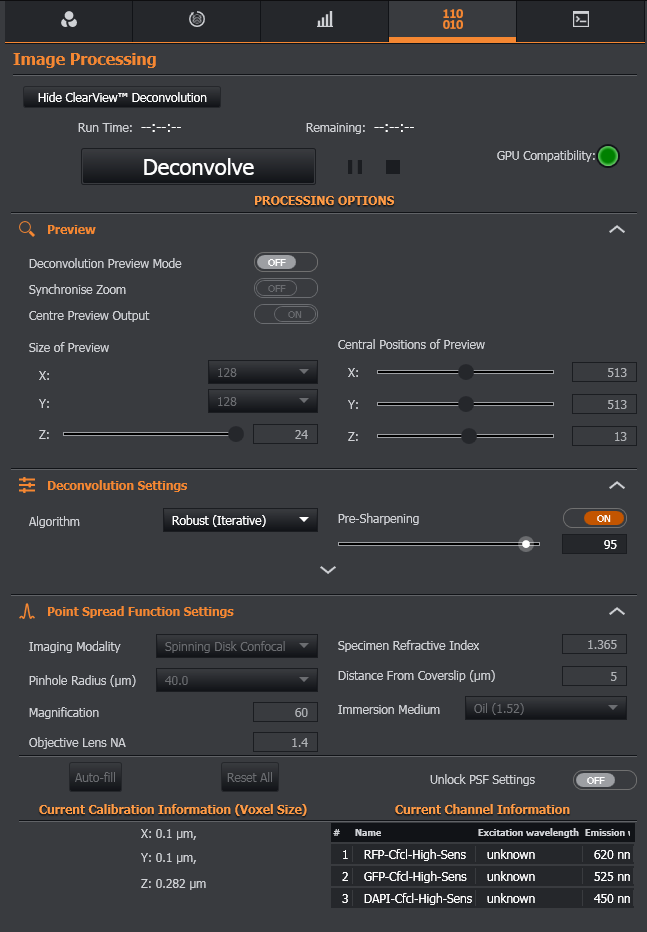 110
010
Image Processing
Hide ClearView™ Deconvolution
Run Time: --:--:-- Remaining: --:--:--
Deconvolve GPU Compatibility:
PROCESSING OPTIONS
Preview
Deconvolution Preview Mode OFF
Synchronise Zoom OFF
Centre Preview Output ON
Size of Preview Central Positions of Preview
X: 128 X: 513
Y: 128 Y: 513
Z: 24 Z: 13
Deconvolution Settings
Algorithm Robust (Iterative) Pre-Sharpening ON
95
Point Spread Function Settings
Imaging Modality Spinning Disk Confocal Specimen Refractive Index 1.365
Pinhole Radius (µm) 40.0 Distance From Coverslip (µm) 5
Magnification 60 Immersion Medium Oil (1.52)
Objective Lens NA 1.4
Auto-fill Reset All Unlock PSF Settings OFF
Current Calibration Information (Voxel Size) Current Channel Information
X: 0.1 µm,
Y: 0.1 µm,
Z: 0.282 µm
# Name Excitation wavelength Emission
1 RFP-Cfcl-High-Sens unknown 620 nm
2 GFP-Cfcl-High-Sens unknown 525 nm
3 DAPI-Cfcl-High-Sens unknown 450 nm